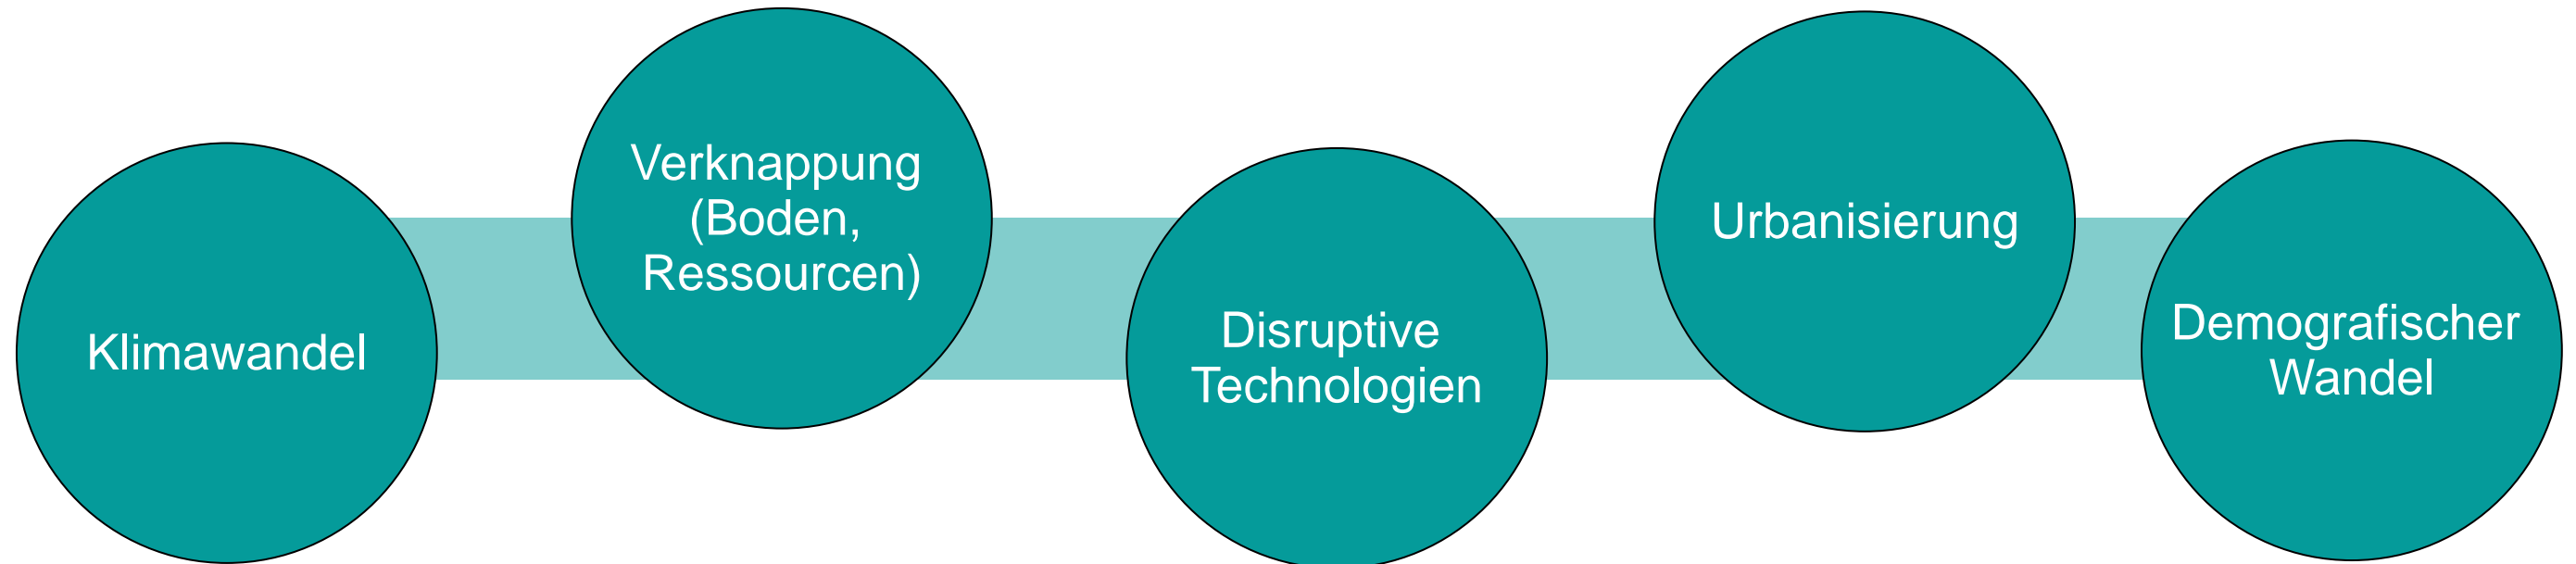 Klimawandel
Verknappung
(Boden,
Ressourcen)
Disruptive
Technologien
Urbanisierung
Demografischer
Wandel